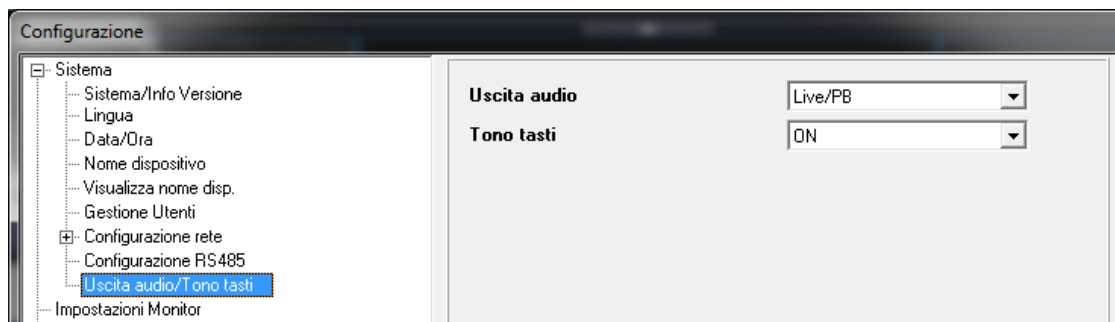 Configurazione
Sistema
Sistema/Info Versione
Lingua
Data/Ora
Nome dispositivo
Visualizza nome disp.
Gestione Utenti
Configurazione rete
Configurazione RS485
Uscita audio/Tono tasti
Impostazioni Monitor
Uscita audio Live/PB
Tono tasti ON